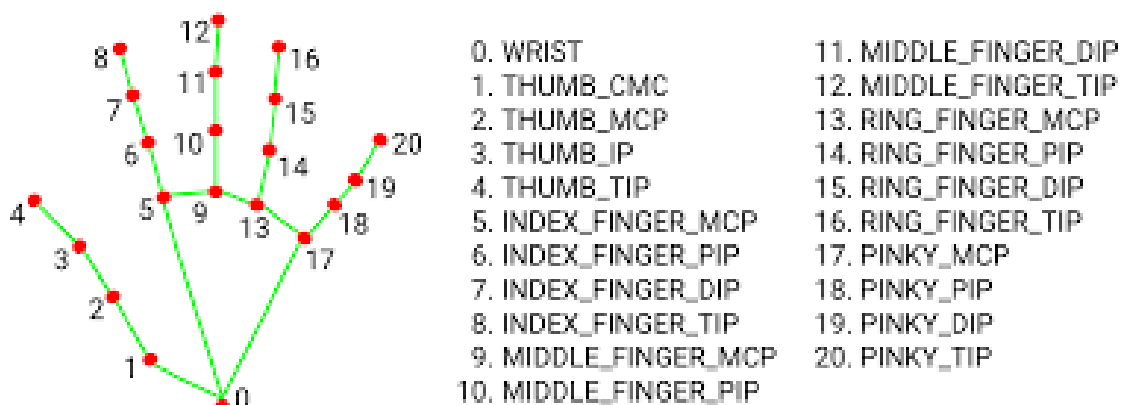 12
8
16
11
7
15
10
20
6
14
19
4
5
9
18
13
3
17
2
1
0
0. WRIST
1. THUMB_CMC
2. THUMB_MCP
3. THUMB_IP
4. THUMB_TIP
5. INDEX_FINGER_MCP
6. INDEX_FINGER_PIP
7. INDEX_FINGER_DIP
8. INDEX_FINGER_TIP
9. MIDDLE_FINGER_MCP
10. MIDDLE_FINGER_PIP
11. MIDDLE_FINGER_DIP
12. MIDDLE_FINGER_TIP
13. RING_FINGER_MCP
14. RING_FINGER_PIP
15. RING_FINGER_DIP
16. RING_FINGER_TIP
17. PINKY_MCP
18. PINKY_PIP
19. PINKY_DIP
20. PINKY_TIP